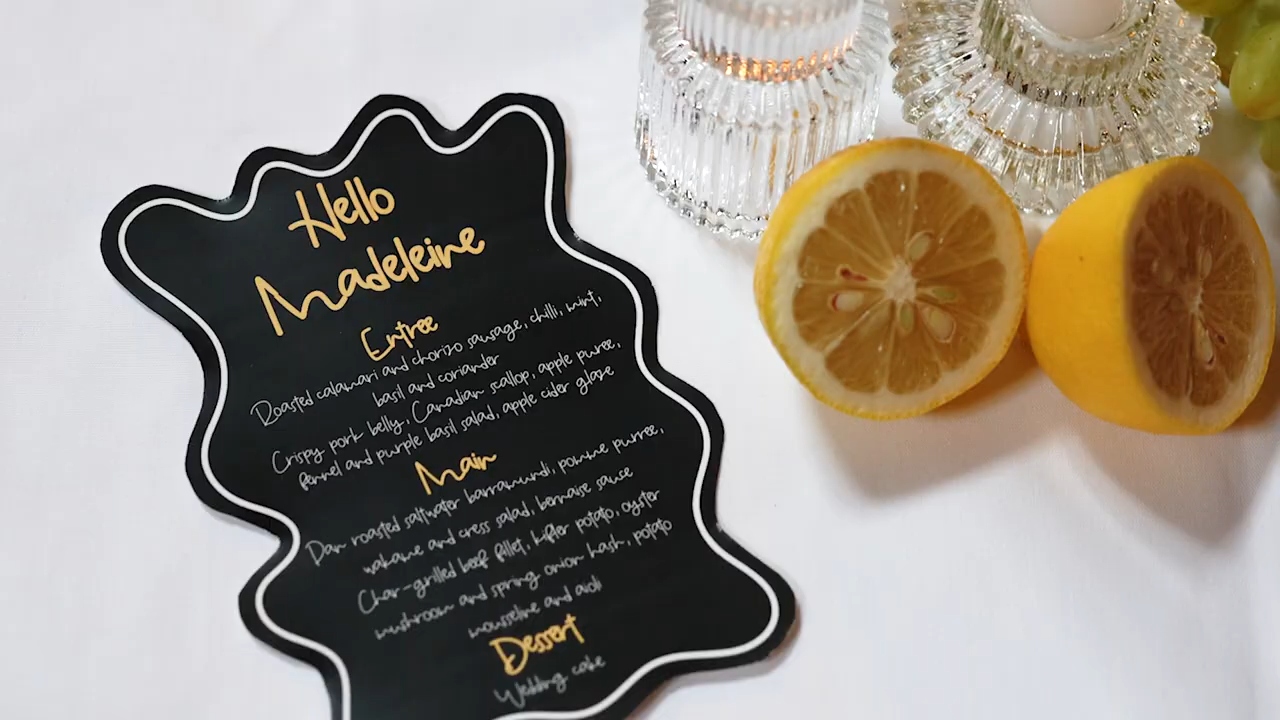 Hello
Madeleine
Entree
Roasted calamari and chorizo sausage, chilli, mint,
basil and coriander
Crispy pork belly, Canadian scallop, apple puree,
fennel and purple basil salad, apple cider glaze
Main
Pan roasted saltwater barramundi, pomme purree,
wakame and cress salad, bernaise sauce
Char-grilled beef fillet, kipfler potato, oyster
mushroom and spring onion hash, potato
mousseline and aioli
Dessert
Wedding cake